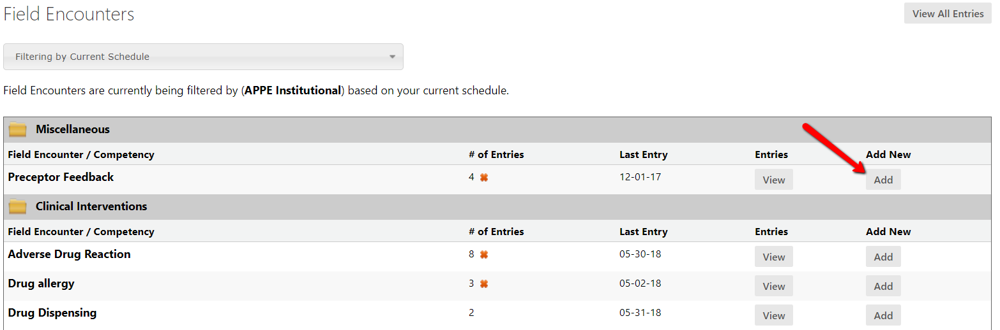 Field Encounters
View All Entries
Filtering by Current Schedule
Field Encounters are currently being filtered by (APPE Institutional) based on your current schedule.
Miscellaneous
Field Encounter / Competency # of Entries Last Entry Entries Add New
Preceptor Feedback 4 12-01-17 View Add
Clinical Interventions
Field Encounter / Competency # of Entries Last Entry Entries Add New
Adverse Drug Reaction 8 05-30-18 View Add
Drug allergy 3 05-02-18 View Add
Drug Dispensing 2 05-31-18 View Add